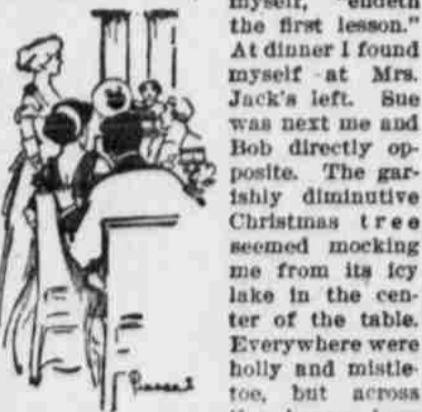 myself, "endeth
the first lesson."
At dinner I found
myself at Mrs.
Jack's left. Sue
was next me and
Bob directly op-
posite. The gar-
ishly diminutive
Christmas tree
seemed mocking
me from its icy
lake in the cen-
ter of the table.
Everywhere were
holly and mistle-
toe, but across